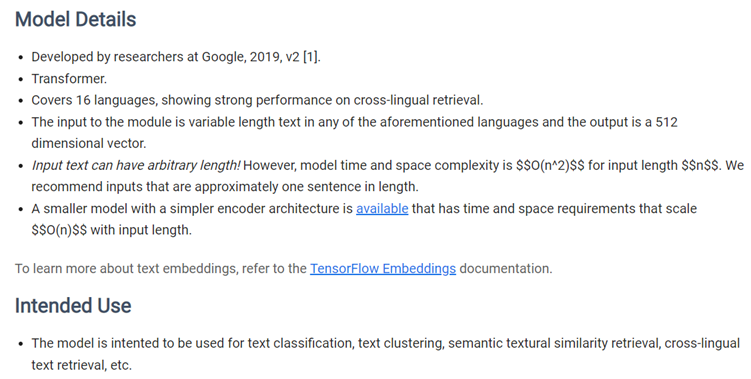 Model Details
• Developed by researchers at Google, 2019, v2 [1].
• Transformer.
• Covers 16 languages, showing strong performance on cross-lingual retrieval.
• The input to the module is variable length text in any of the aforementioned languages and the output is a 512
dimensional vector.
• Input text can have arbitrary length! However, model time and space complexity is $$O(n^2)$$ for input length $$n$$. We
recommend inputs that are approximately one sentence in length.
• A smaller model with a simpler encoder architecture is available that has time and space requirements that scale
$$O(n)$$ with input length.
To learn more about text embeddings, refer to the TensorFlow Embeddings documentation.
Intended Use
• The model is intented to be used for text classification, text clustering, semantic textural similarity retrieval, cross-lingual
text retrieval, etc.